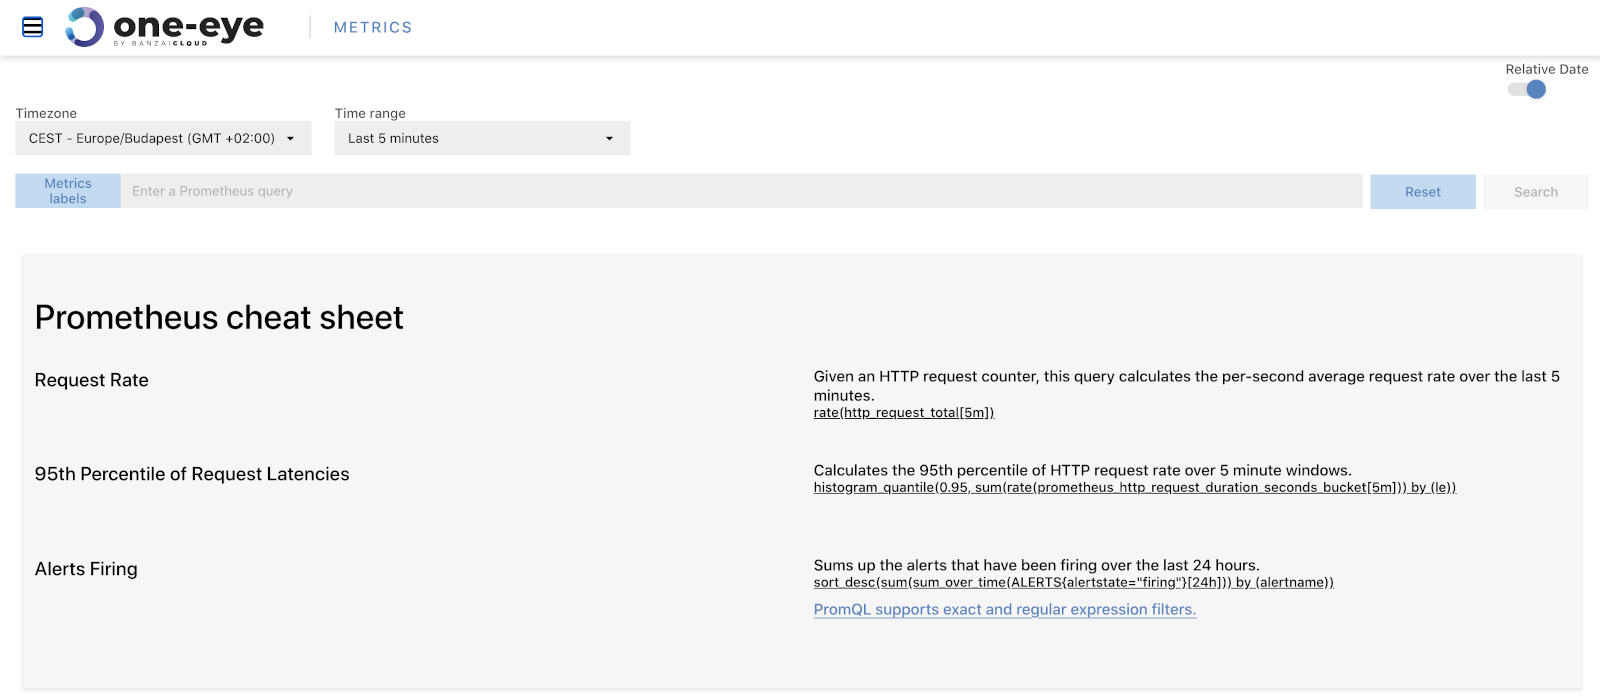 one-eye
BY BANZAICLOUD
METRICS
Relative Date
Timezone
Time range
CEST - Europe/Budapest (GMT +02:00)
Last 5 minutes
Metrics
labels
Enter a Prometheus query
Reset
Search
Prometheus cheat sheet
Request Rate
Given an HTTP request counter, this query calculates the per-second average request rate over the last 5
minutes.
rate(http_request_total[5m])
95th Percentile of Request Latencies
Calculates the 95th percentile of HTTP request rate over 5 minute windows.
histogram_quantile(0.95, sum(rate(prometheus_http_request_duration_seconds_bucket[5m])) by (le))
Alerts Firing
Sums up the alerts that have been firing over the last 24 hours.
sort_desc(sum(sum_over_time(ALERTS{alertstate="firing"}[24h])) by (alertname))
PromQL supports exact and regular expression filters.